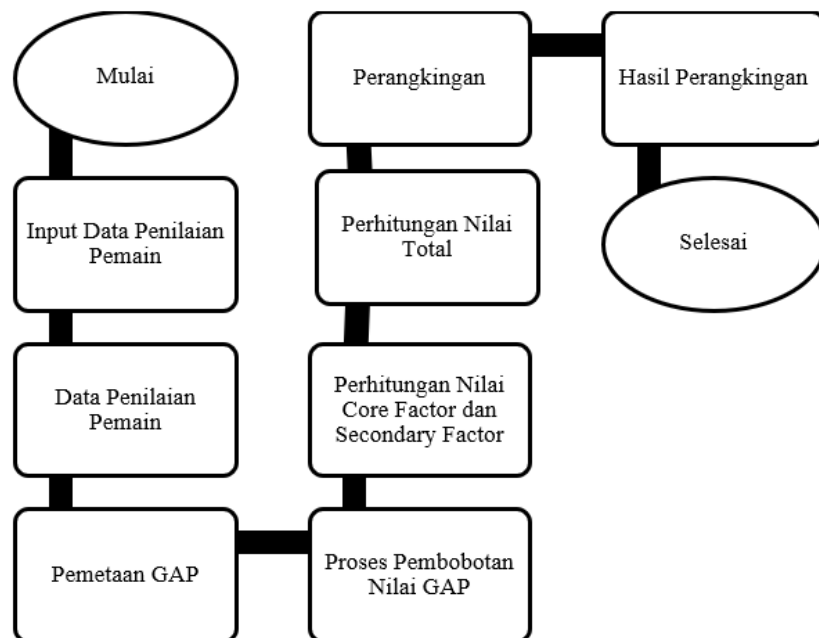 Mulai
Input Data Penilaian
Pemain
Data Penilaian
Pemain
Pemetaan GAP
Proses Pembobotan
Nilai GAP
Perhitungan Nilai
Core Factor dan
Secondary Factor
Perhitungan Nilai
Total
Perangkingan
Hasil Perangkingan
Selesai